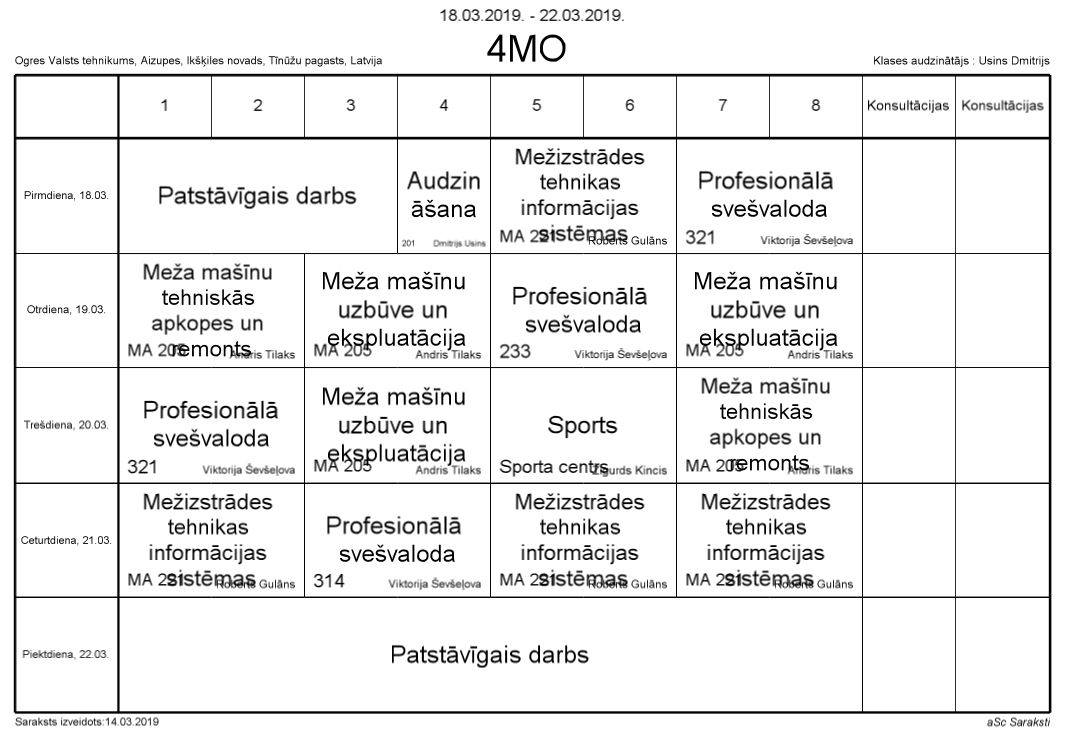 18.03.2019. - 22.03.2019.
4MO
Ogres Valsts tehnikums, Aizupes, Ikšķiles novads, Tīnūžu pagasts, Latvija
Klases audzinātājs : Usins Dmitrijs
1 2 3 4 5 6 7 8 Konsultācijas Konsultācijas
Pirmdiena, 18.03.
Patstāvīgais darbs
Audzin
āšana
201 Dmitrijs Usins
Mežizstrādes
tehnikas
informācijas
sistēmas
MA 221 Roberts Gulāns
Profesionālā
svešvaloda
321 Viktorija Ševšeļova
Otrdiena, 19.03.
Meža mašīnu
tehniskās
apkopes un
remonts
MA 205 Andris Tilaks
Meža mašīnu
uzbūve un
ekspluatācija
MA 205 Andris Tilaks
Profesionālā
svešvaloda
233 Viktorija Ševšeļova
Meža mašīnu
uzbūve un
ekspluatācija
MA 205 Andris Tilaks
Trešdiena, 20.03.
Profesionālā
svešvaloda
321 Viktorija Ševšeļova
Meža mašīnu
uzbūve un
ekspluatācija
MA 205 Andris Tilaks
Sports
Sporta centrs Zigurds Kincis
Meža mašīnu
tehniskās
apkopes un
remonts
MA 205 Andris Tilaks
Ceturtdiena, 21.03.
Mežizstrādes
tehnikas
informācijas
sistēmas
MA 221 Roberts Gulāns
Profesionālā
svešvaloda
314 Viktorija Ševšeļova
Mežizstrādes
tehnikas
informācijas
sistēmas
MA 221 Roberts Gulāns
Mežizstrādes
tehnikas
informācijas
sistēmas
MA 221 Roberts Gulāns
Piektdiena, 22.03.
Patstāvīgais darbs
Saraksts izveidots:14.03.2019
aSc Saraksti